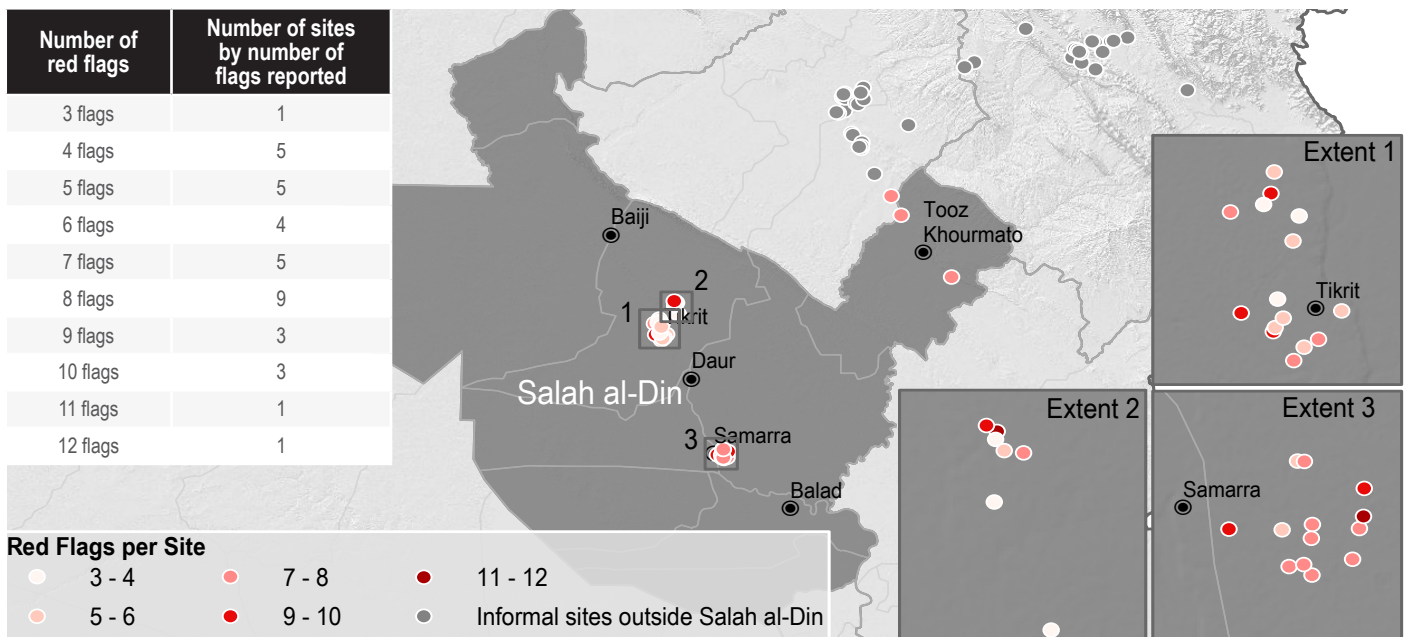 Number of red flags | Number of sites by number of flags reported
3 flags 1
4 flags 5
5 flags 5
6 flags 4
7 flags 5
8 flags 9
9 flags 3
10 flags 3
11 flags 1
12 flags 1
Baiji
Tooz
Khourmato
2
1
Daur
Salah al-Din
3
Samarra
Balad
Extent 1
Tikrit
Extent 2
Extent 3
Samarra
Red Flags per Site
3 - 4
7 - 8
11 - 12
5 - 6
9 - 10
Informal sites outside Salah al-Din